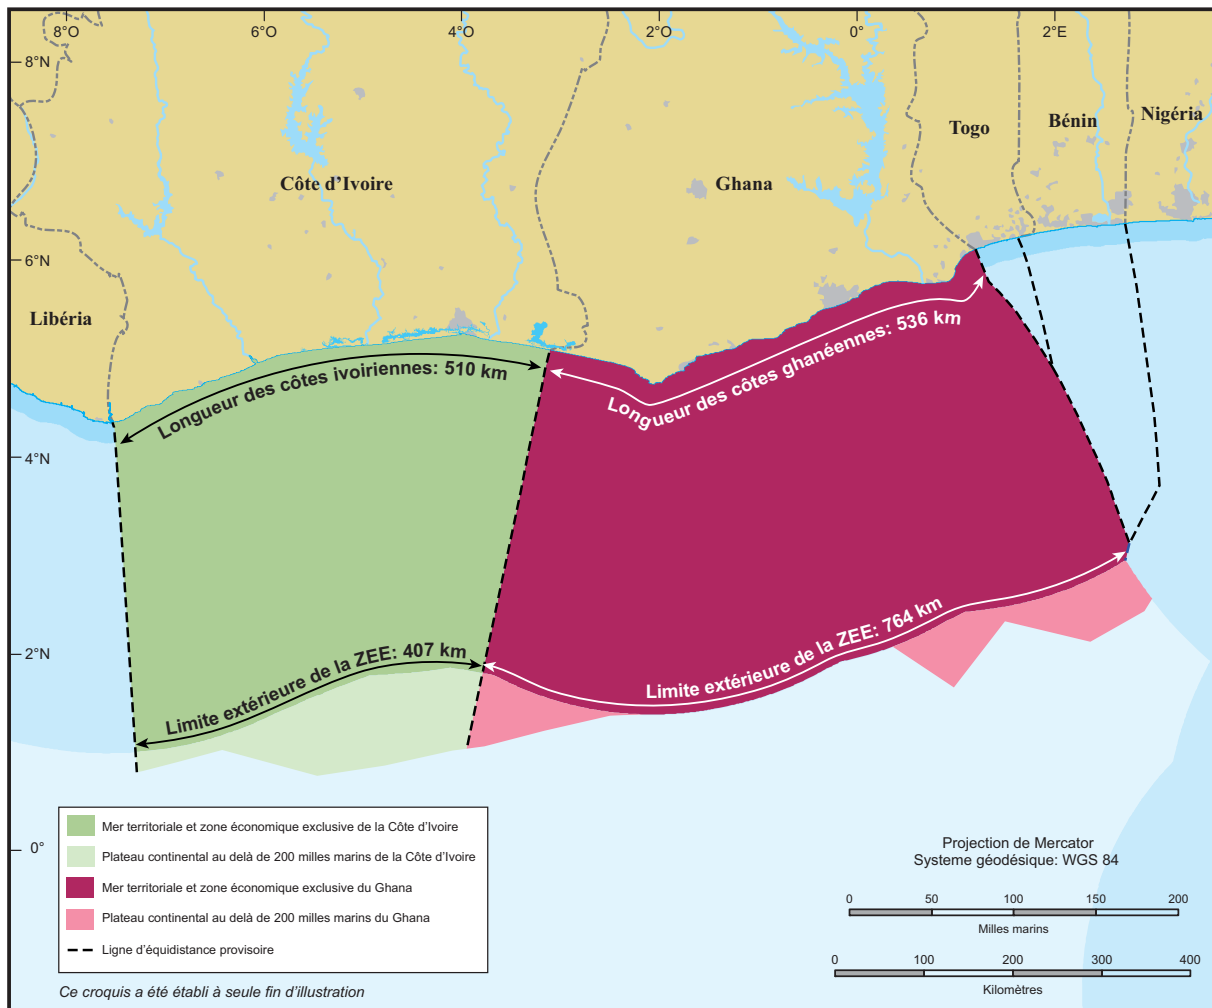 8°O 6°O 4°O 2°O 0° 2°E
8°N
Togo
Bénin
Nigéria
Côte d'Ivoire
Ghana
6°N
Libéria
Longueur des côtes ivoiriennes: 510 km
Longueur des côtes ghanéennes: 536 km
4°N
2°N
Limite extérieure de la ZEE: 407 km
Limite extérieure de la ZEE: 764 km
0°
Mer territoriale et zone économique exclusive de la Côte d'Ivoire
Plateau continental au delà de 200 milles marins de la Côte d'Ivoire
Mer territoriale et zone économique exclusive du Ghana
Plateau continental au delà de 200 milles marins du Ghana
Ligne d'équidistance provisoire
Ce croquis a été établi à seule fin d'illustration
Projection de Mercator
Systeme géodésique: WGS 84
0 50 100 150 200
Milles marins
0 100 200 300 400
Kilomètres